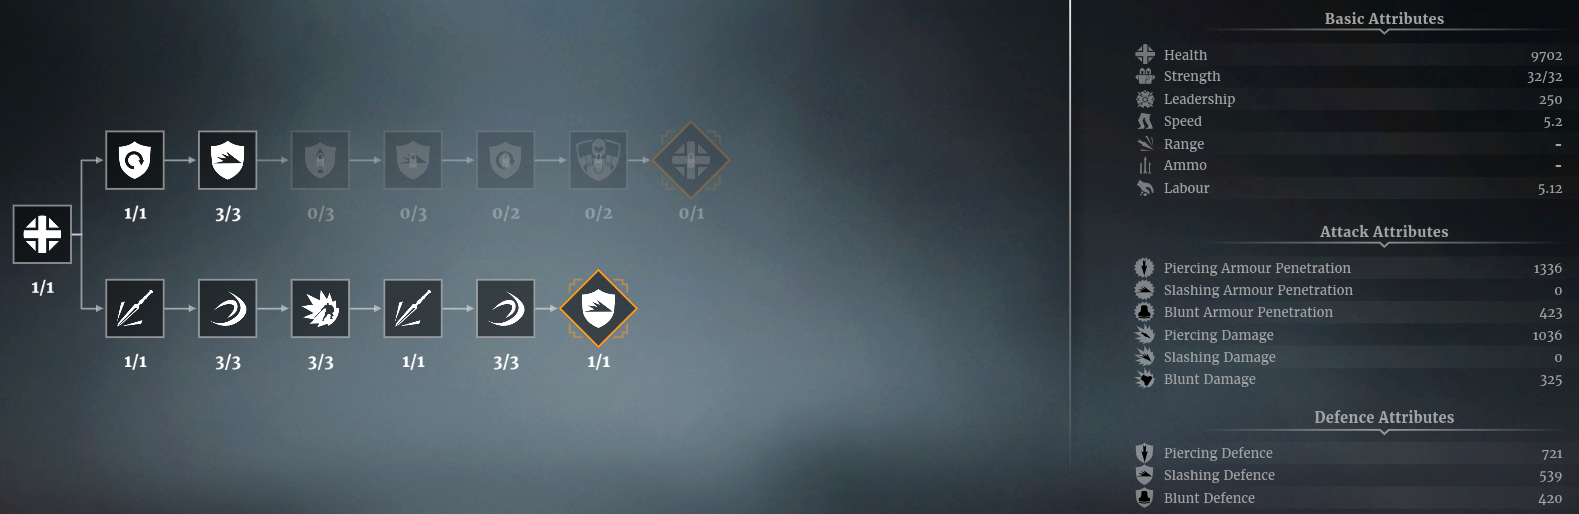 1/1
3/3
0/3
0/3
0/2
0/2
0/1
1/1
1/1
3/3
3/3
1/1
3/3
1/1
Basic Attributes
Health 9702
Strength 32/32
Leadership 250
Speed 5.2
Range -
Ammo -
Labour 5.12
Attack Attributes
Piercing Armour Penetration 1336
Slashing Armour Penetration 0
Blunt Armour Penetration 423
Piercing Damage 1036
Slashing Damage 0
Blunt Damage 325
Defence Attributes
Piercing Defence 721
Slashing Defence 539
Blunt Defence 420